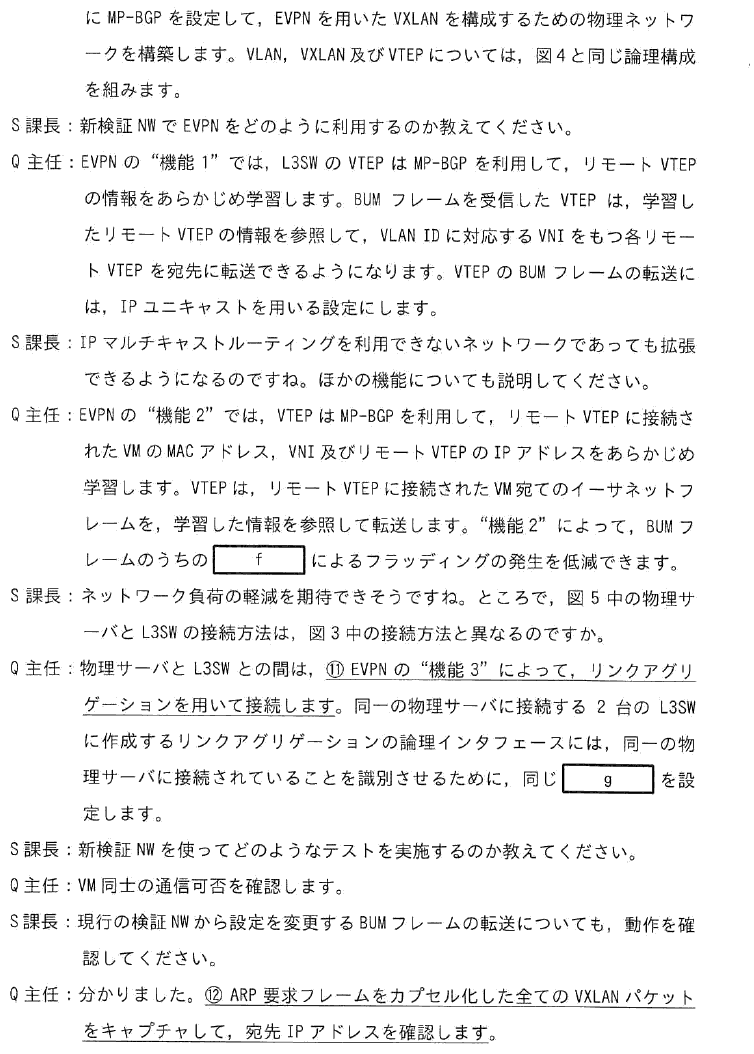 に MP-BGP を設定して，EVPN を用いた VXLAN を構成するための物理ネットワ
ークを構築します。VLAN，VXLAN 及び VTEP については，図 4 と同じ論理構成
を組みます。
S 課長：新検証 NW で EVPN をどのように利用するのか教えてください。
Q 主任：EVPN の“機能 1”では，L3SW の VTEP は MP-BGP を利用して，リモート VTEP
の情報をあらかじめ学習します。BUM フレームを受信した VTEP は，学習し
たリモート VTEP の情報を参照して，VLAN ID に対応する VNI をもつ各リモー
ト VTEP を宛先に転送できるようになります。VTEP の BUM フレームの転送に
は，IP ユニキャストを用いる設定にします。
S 課長：IP マルチキャストルーティングを利用できないネットワークであっても拡張
できるようになるのですね。ほかの機能についても説明してください。
Q 主任：EVPN の“機能 2”では，VTEP は MP-BGP を利用して，リモート VTEP に接続さ
れた VM の MAC アドレス，VNI 及びリモート VTEP の IP アドレスをあらかじめ
学習します。VTEP は，リモート VTEP に接続された VM 宛てのイーサネットフ
レームを，学習した情報を参照して転送します。“機能 2”によって，BUM フ
レームのうちの f によるフラッディングの発生を低減できます。
S 課長：ネットワーク負荷の軽減を期待できそうですね。ところで，図 5 中の物理サ
ーバと L3SW の接続方法は，図 3 中の接続方法と異なるのですか。
Q 主任：物理サーバと L3SW との間は，⑪ EVPN の“機能 3”によって，リンクアグリ
ゲーションを用いて接続します。同一の物理サーバに接続する 2 台の L3SW
に作成するリンクアグリゲーションの論理インタフェースには，同一の物
理サーバに接続されていることを識別させるために，同じ g を設
定します。
S 課長：新検証 NW を使ってどのようなテストを実施するのか教えてください。
Q 主任：VM 同士の通信可否を確認します。
S 課長：現行の検証 NW から設定を変更する BUM フレームの転送についても，動作を確
認してください。
Q 主任：分かりました。⑫ ARP 要求フレームをカプセル化した全ての VXLAN パケット
をキャプチャして，宛先 IP アドレスを確認します。